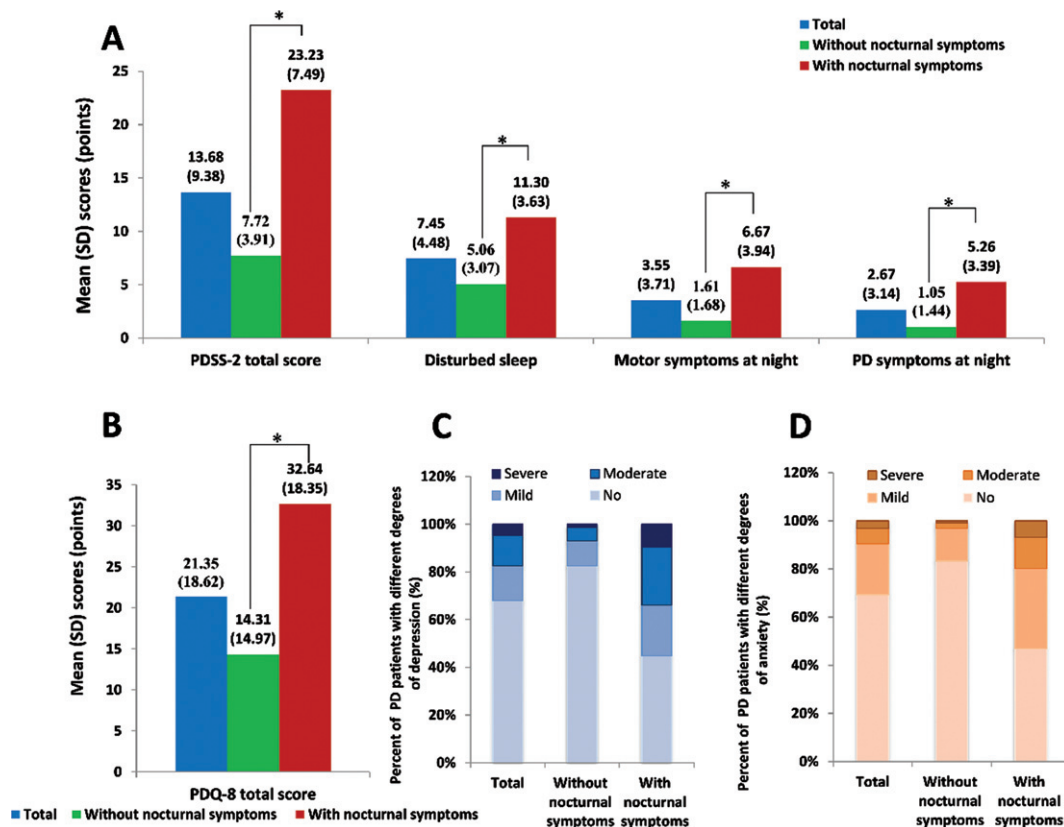 A
Total
Without nocturnal symptoms
With nocturnal symptoms
Mean (SD) scores (points)
25
20
15
10
5
0
13.68
(9.38)
7.72
(3.91)
*
23.23
(7.49)
7.45
(4.48)
5.06
(3.07)
*
11.30
(3.63)
3.55
(3.71)
1.61
(1.68)
*
6.67
(3.94)
2.67
(3.14)
1.05
(1.44)
*
5.26
(3.39)
PDSS-2 total score
Disturbed sleep
Motor symptoms at night
PD symptoms at night
B
Mean (SD) scores (points)
35
30
25
20
15
10
5
0
21.35
(18.62)
14.31
(14.97)
*
32.64
(18.35)
PDQ-8 total score
Total
Without nocturnal symptoms
With nocturnal symptoms
C
Percent of PD patients with different degrees
of depression (%)
Severe
Moderate
Mild
No
120%
100%
80%
60%
40%
20%
0%
Total
Without
nocturnal
symptoms
With
nocturnal
symptoms
D
Percent of PD patients with different degrees
of anxiety (%)
Severe
Moderate
Mild
No
120%
100%
80%
60%
40%
20%
0%
Total
Without
nocturnal
symptoms
With
nocturnal
symptoms